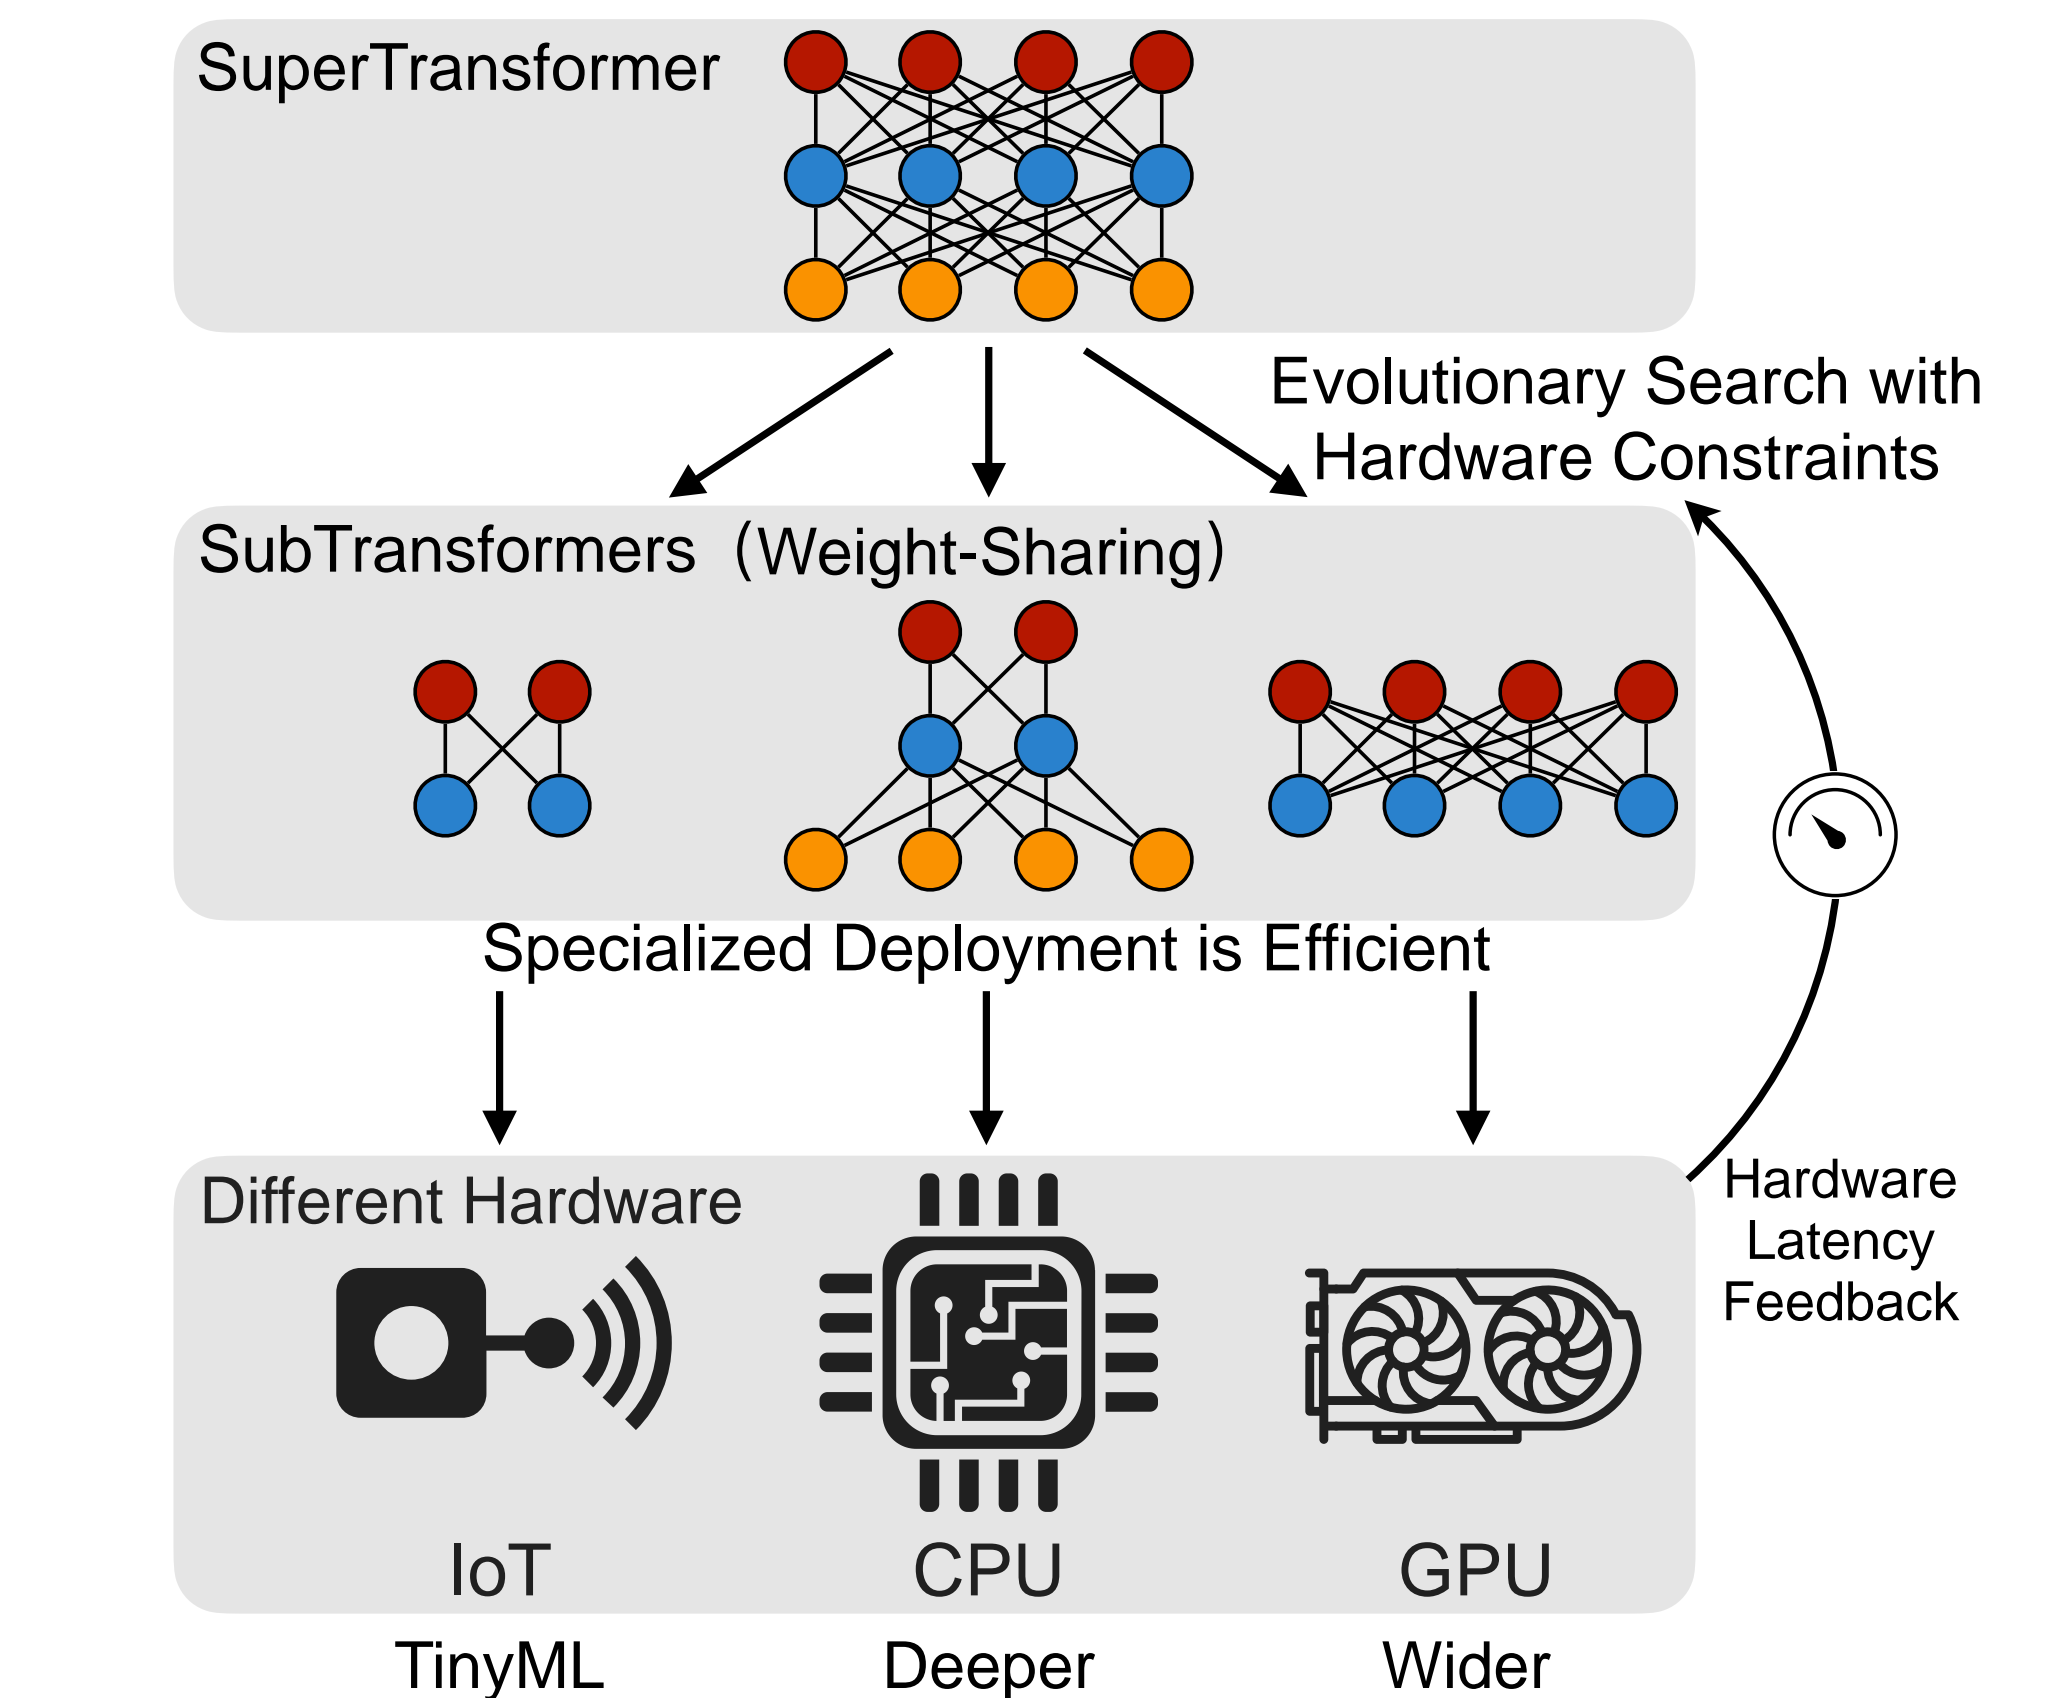 SuperTransformer
Evolutionary Search with
Hardware Constraints
SubTransformers (Weight-Sharing)
Specialized Deployment is Efficient
Different Hardware
Hardware
Latency
Feedback
IoT CPU GPU
TinyML Deeper Wider